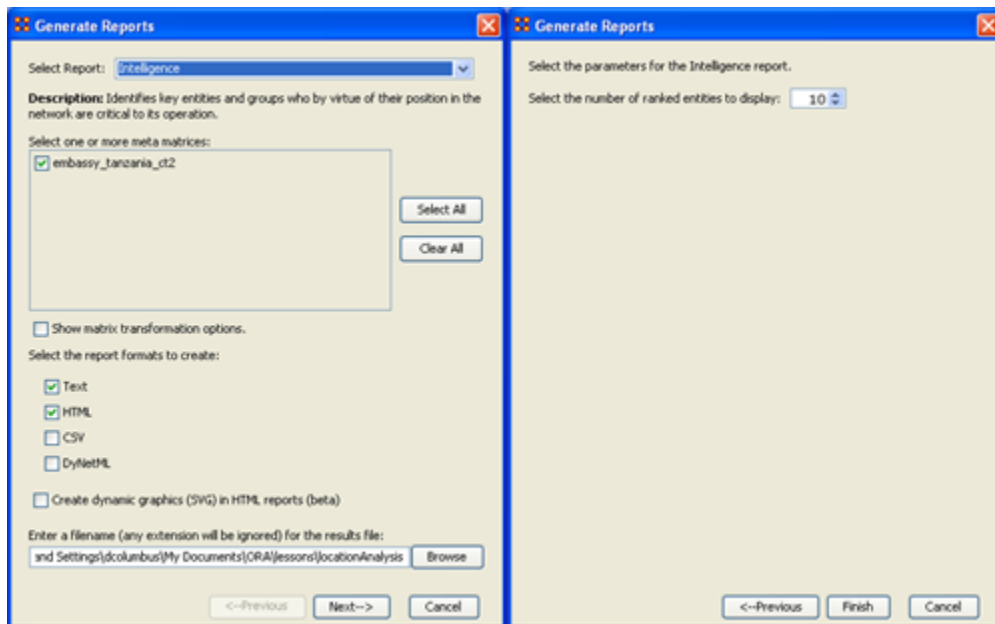 Generate Reports
Select Report: Intelligence
Description: Identifies key entities and groups who by virtue of their position in the
network are critical to its operation.
Select one or more meta matrices:
embassy_tanzania_ct2
Select All
Clear All
Show matrix transformation options.
Select the report formats to create:
Text
HTML
CSV
DyNetML
Create dynamic graphics (SVG) in HTML reports (beta)
Enter a filename (any extension will be ignored) for the results file:
and Settings\dcolumbus\My Documents\ORA\lessons\locationAnalysis Browse
<--Previous Next--> Cancel
Generate Reports
Select the parameters for the Intelligence report.
Select the number of ranked entities to display: 10
<--Previous Finish Cancel